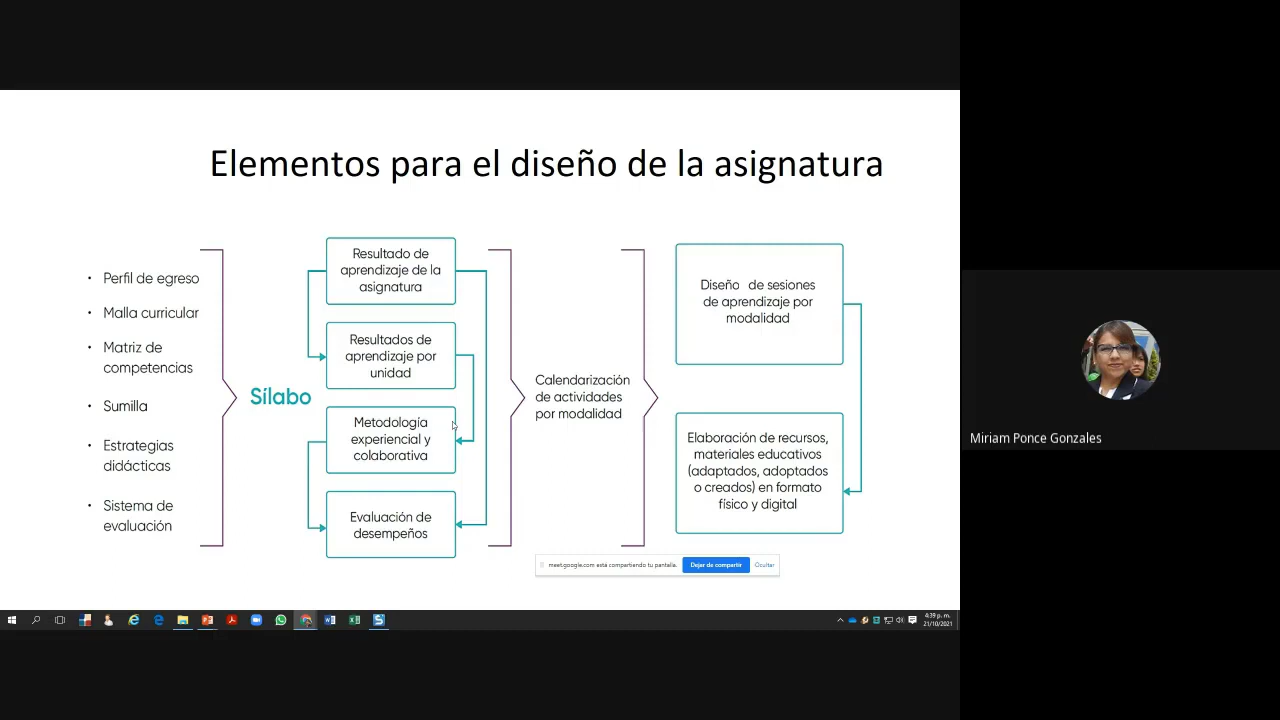 Elementos para el diseño de la asignatura
• Perfil de egreso
• Malla curricular
• Matriz de
competencias
• Sumilla
• Estrategias
didácticas
• Sistema de
evaluación
Sílabo
Resultado de
aprendizaje de la
asignatura
Resultados de
aprendizaje por
unidad
Metodología
experiencial y
colaborativa
Evaluación de
desempeños
Calendarización
de actividades
por modalidad
Diseño de sesiones
de aprendizaje por
modalidad
Elaboración de recursos,
materiales educativos
(adaptados, adoptados
o creados) en formato
físico y digital
meet.google.com está compartiendo tu pantalla.
Dejar de compartir
Ocultar
4:39 p. m.
21/10/2021
Miriam Ponce Gonzales